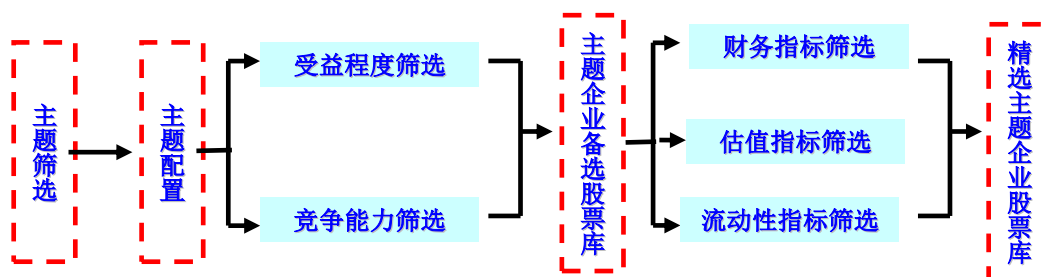 主题筛选
主题配置
受益程度筛选
竞争能力筛选
主题企业备选股票库
财务指标筛选
估值指标筛选
流动性指标筛选
精选主题企业股票库